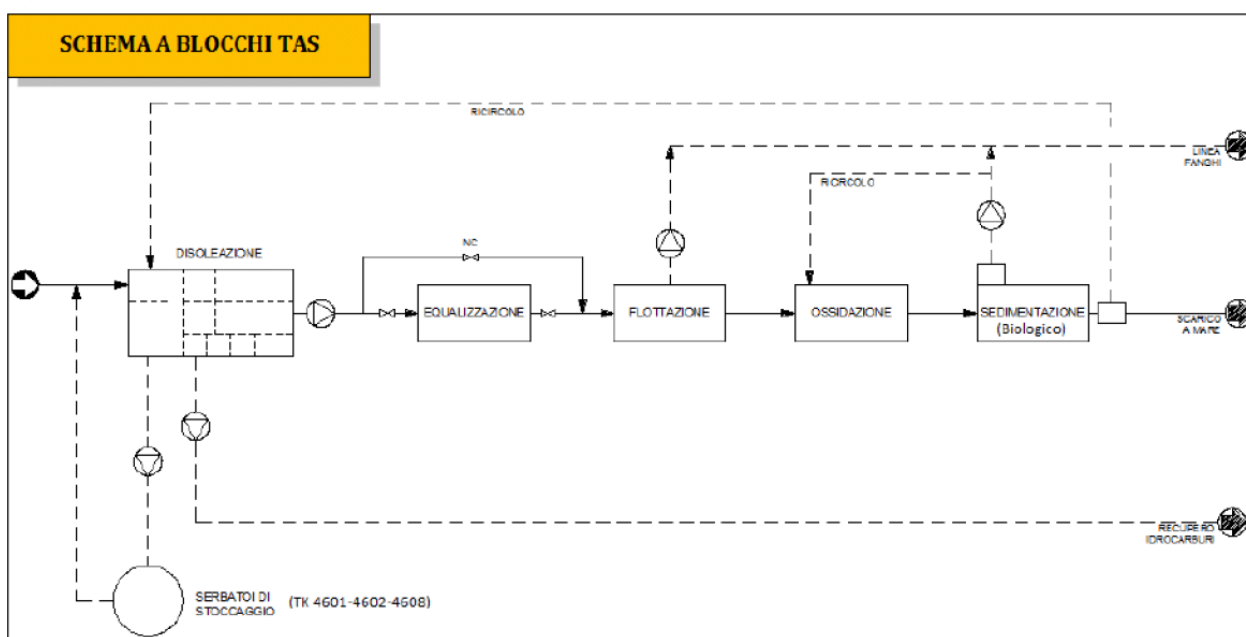 SCHEMA A BLOCCHI TAS
RICIRCOLO
LINEA
FANGHI
RICIRCOLO
DISOLEAZIONE
NC
EQUALIZZAZIONE
FLOTTAZIONE
OSSIDAZIONE
SEDIMENTAZIONE
(Biologico)
SCARICO
A MARE
RECUPERO
IDROCARBURI
SERBATOI DI
STOCCAGGIO
(TK 4601-4602-4608)